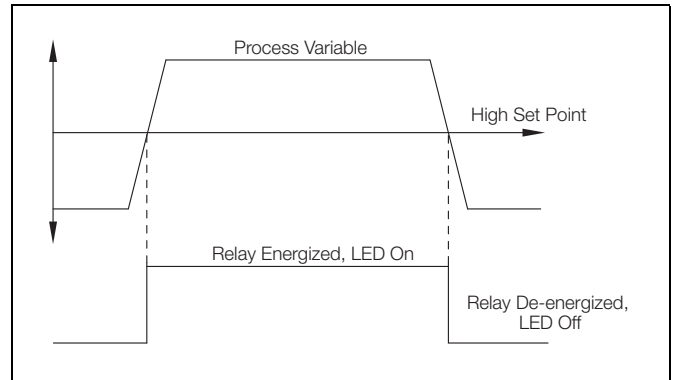 Process Variable
High Set Point
Relay Energized, LED On
Relay De-energized,
LED Off